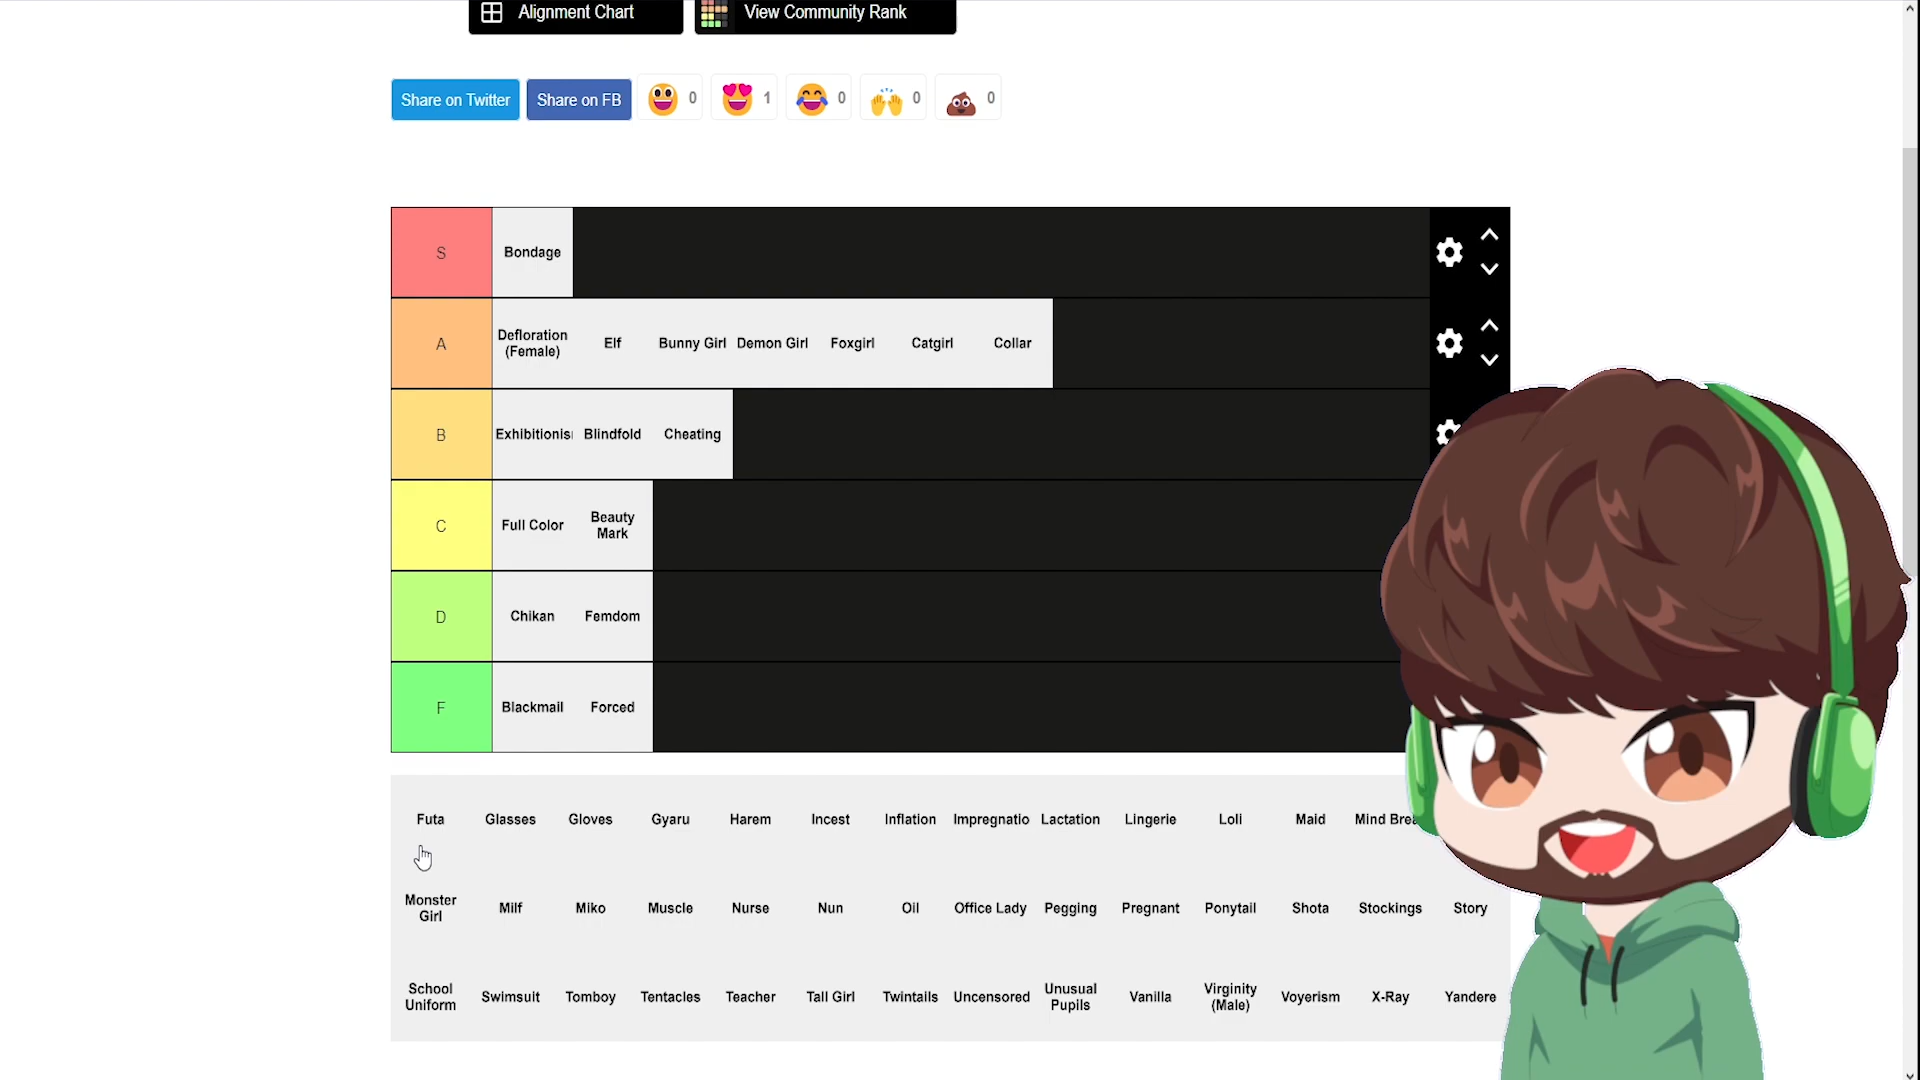 Alignment Chart
View Community Rank
Share on Twitter
Share on FB
0
1
0
0
0
S
Bondage
A
Defloration
(Female)
Elf
Bunny Girl
Demon Girl
Foxgirl
Catgirl
Collar
B
Exhibitionis
Blindfold
Cheating
C
Full Color
Beauty
Mark
D
Chikan
Femdom
F
Blackmail
Forced
Futa
Glasses
Gloves
Gyaru
Harem
Incest
Inflation
Impregnatio
Lactation
Lingerie
Loli
Maid
Mind Brea
Monster
Girl
Milf
Miko
Muscle
Nurse
Nun
Oil
Office Lady
Pegging
Pregnant
Ponytail
Shota
Stockings
Story
School
Uniform
Swimsuit
Tomboy
Tentacles
Teacher
Tall Girl
Twintails
Uncensored
Unusual
Pupils
Vanilla
Virginity
(Male)
Voyerism
X-Ray
Yandere